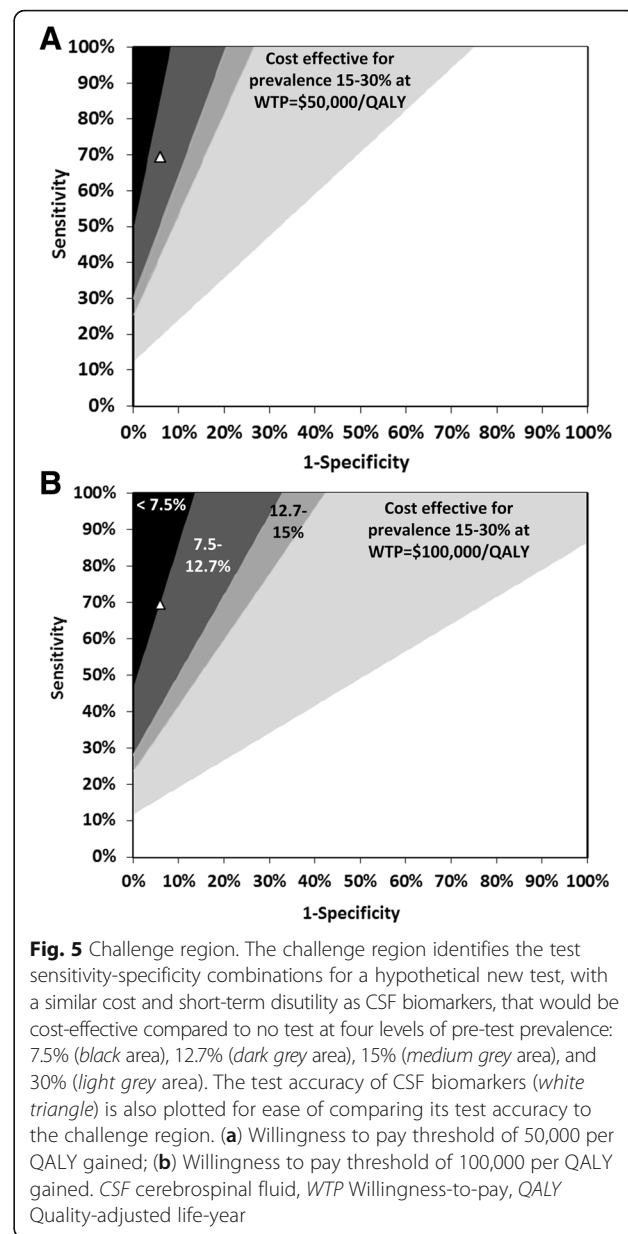 A
100%
90%
80%
70%
60%
50%
40%
30%
20%
10%
0%
Sensitivity
Cost effective for
prevalence 15-30% at
WTP=$50,000/QALY
0% 10% 20% 30% 40% 50% 60% 70% 80% 90% 100%
1-Specificity
B
100%
90%
80%
70%
60%
50%
40%
30%
20%
10%
0%
Sensitivity
< 7.5%
7.5-
12.7%
12.7-
15%
Cost effective for
prevalence 15-30% at
WTP=$100,000/QALY
0% 10% 20% 30% 40% 50% 60% 70% 80% 90% 100%
1-Specificity
Fig. 5 Challenge region. The challenge region identifies the test
sensitivity-specificity combinations for a hypothetical new test, with
a similar cost and short-term disutility as CSF biomarkers, that would be
cost-effective compared to no test at four levels of pre-test prevalence:
7.5% (black area), 12.7% (dark grey area), 15% (medium grey area), and
30% (light grey area). The test accuracy of CSF biomarkers (white
triangle) is also plotted for ease of comparing its test accuracy to
the challenge region. (a) Willingness to pay threshold of 50,000 per
QALY gained; (b) Willingness to pay threshold of 100,000 per QALY
gained. CSF cerebrospinal fluid, WTP Willingness-to-pay, QALY
Quality-adjusted life-year